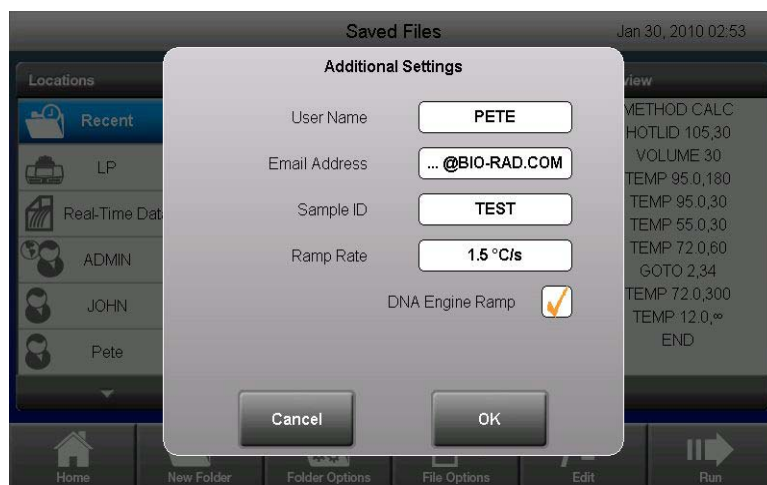 Saved Files
Jan 30, 2010 02:53
Locations
Recent
LP
Real-Time Dat
ADMIN
JOHN
Pete
Additional Settings
User Name
PETE
Email Address
... @BIO-RAD.COM
Sample ID
TEST
Ramp Rate
1.5 °C/s
DNA Engine Ramp
Cancel
OK
view
METHOD CALC
HOTLID 105,30
VOLUME 30
TEMP 95.0,180
TEMP 95.0,30
TEMP 55.0,30
TEMP 72.0,60
GOTO 2,34
TEMP 72.0,300
TEMP 12.0,∞
END
Home
New Folder
Folder Options
File Options
Edit
Run